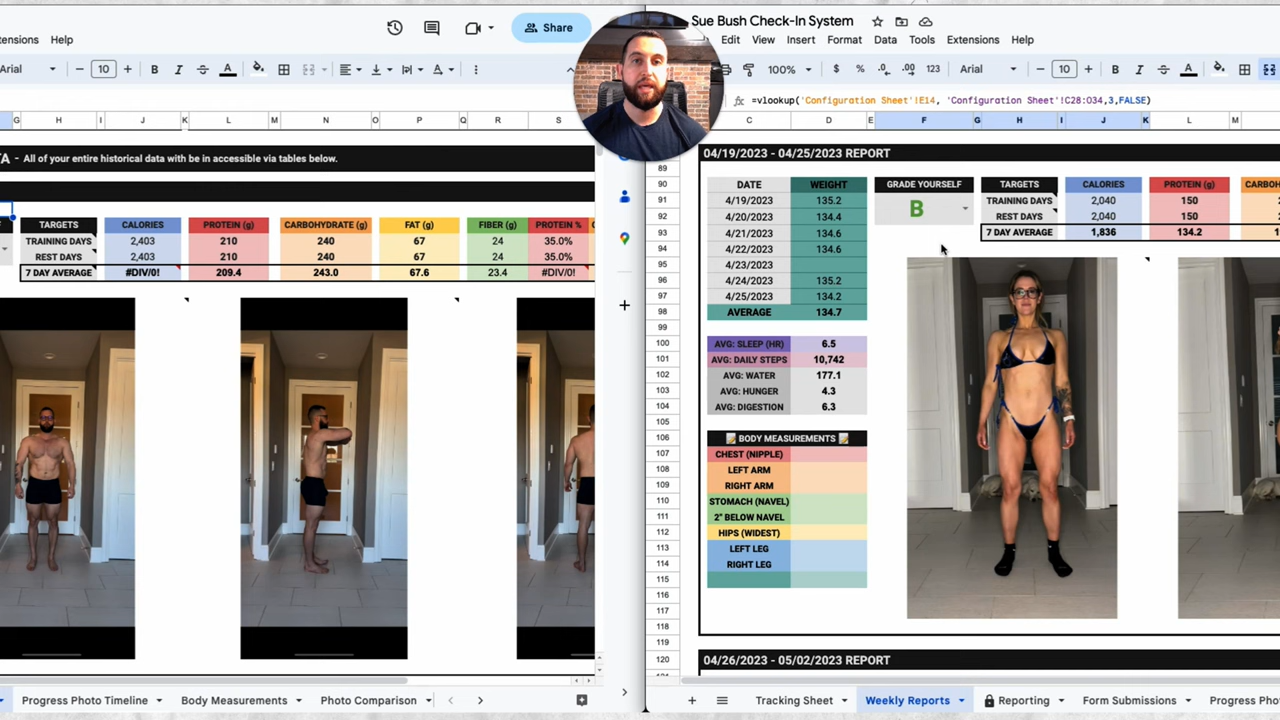 Share
Sue Bush Check-In System
tensions Help
Edit View Insert Format Data Tools Extensions Help
10
B I S A
100% $ % .0 .00 123 Arial 10 B I S A
fx =vlookup('Configuration Sheet'!E14, 'Configuration Sheet'!C28:O34,3,FALSE)
G H I J K L M N O P Q R S
C D E F G H I J K L M
TA - All of your entire historical data with be in accessible via tables below.
TARGETS CALORIES PROTEIN (g) CARBOHYDRATE (g) FAT (g) FIBER (g) PROTEIN %
TRAINING DAYS 2,403 210 240 67 24 35.0%
REST DAYS 2,403 210 240 67 24 35.0%
7 DAY AVERAGE #DIV/0! 209.4 243.0 67.6 23.4 #DIV/0!
04/19/2023 - 04/25/2023 REPORT
89
90 DATE WEIGHT GRADE YOURSELF TARGETS CALORIES PROTEIN (g) CARBOH
91 4/19/2023 135.2 B TRAINING DAYS 2,040 150
92 4/20/2023 134.4 REST DAYS 2,040 150
93 4/21/2023 134.6 7 DAY AVERAGE 1,836 134.2 1
94 4/22/2023 134.6
95 4/23/2023
96 4/24/2023 135.2
97 4/25/2023 134.2
98 AVERAGE 134.7
99
100 AVG: SLEEP (HR) 6.5
101 AVG: DAILY STEPS 10,742
102 AVG: WATER 177.1
103 AVG: HUNGER 4.3
104 AVG: DIGESTION 6.3
105
106 📝 BODY MEASUREMENTS 📝
107 CHEST (NIPPLE)
108 LEFT ARM
109 RIGHT ARM
110 STOMACH (NAVEL)
111 2" BELOW NAVEL
112 HIPS (WIDEST)
113 LEFT LEG
114 RIGHT LEG
115
116
117
118
119
120 04/26/2023 - 05/02/2023 REPORT
Progress Photo Timeline Body Measurements Photo Comparison
Tracking Sheet Weekly Reports Reporting Form Submissions Progress Pho